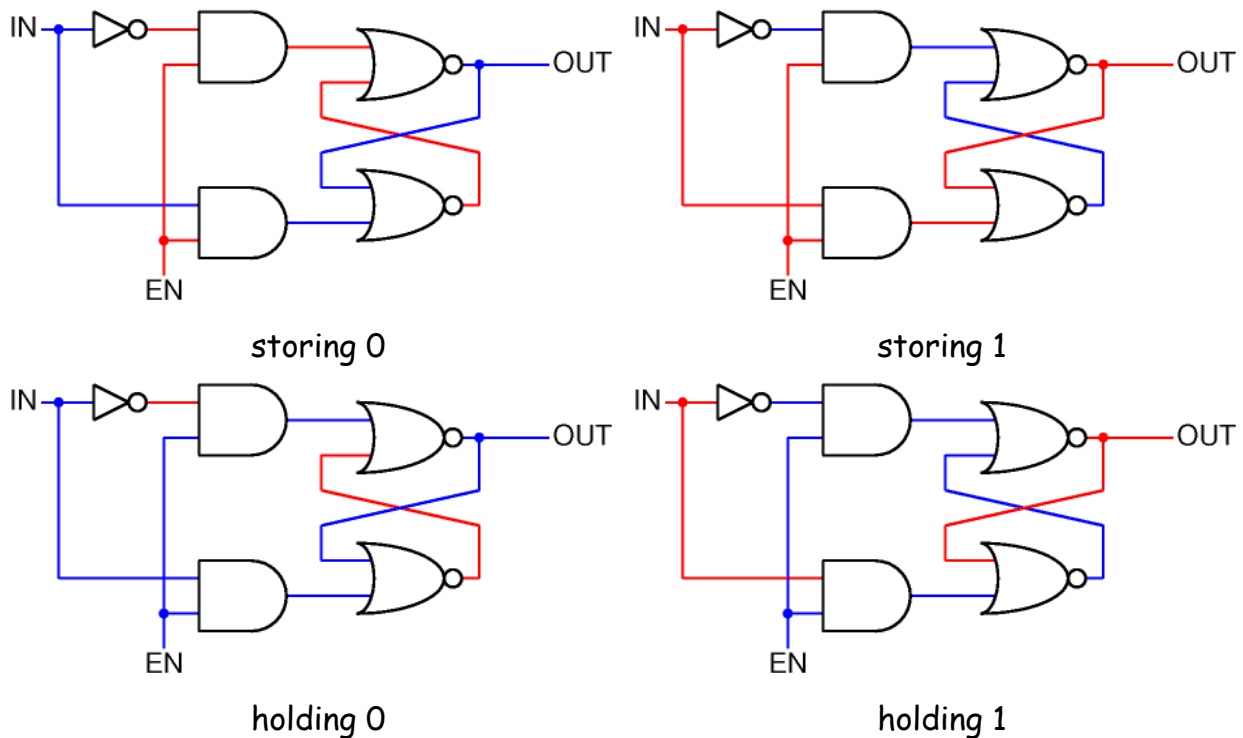 IN OUT IN OUT
EN EN
storing 0 storing 1
IN OUT IN OUT
EN EN
holding 0 holding 1